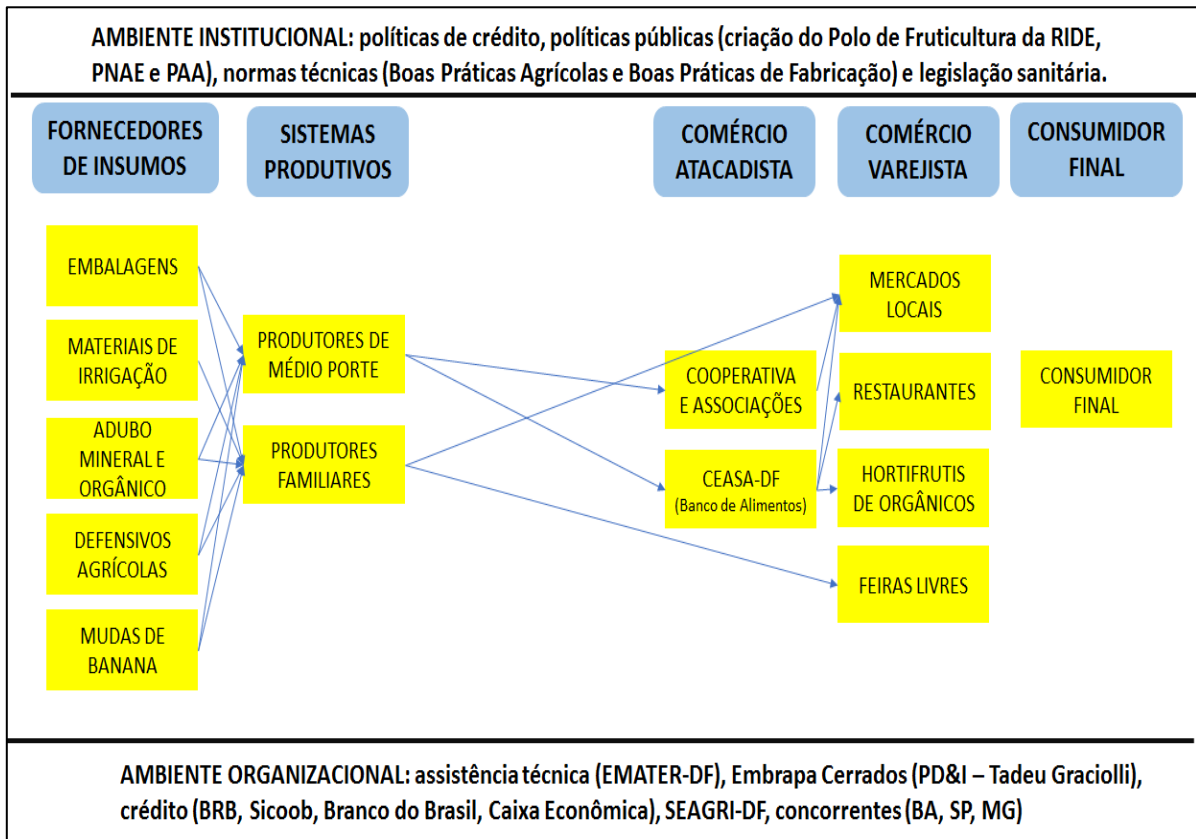 AMBIENTE INSTITUCIONAL: políticas de crédito, políticas públicas (criação do Polo de Fruticultura da RIDE,
PNAE e PAA), normas técnicas (Boas Práticas Agrícolas e Boas Práticas de Fabricação) e legislação sanitária.
FORNECEDORES
DE INSUMOS
SISTEMAS
PRODUTIVOS
COMÉRCIO
ATACADISTA
COMÉRCIO
VAREJISTA
CONSUMIDOR
FINAL
EMBALAGENS
MATERIAIS DE
IRRIGAÇÃO
ADUBO
MINERAL E
ORGÂNICO
DEFENSIVOS
AGRÍCOLAS
MUDAS DE
BANANA
PRODUTORES DE
MÉDIO PORTE
PRODUTORES
FAMILIARES
COOPERATIVA
E ASSOCIAÇÕES
CEASA-DF
(Banco de Alimentos)
MERCADOS
LOCAIS
RESTAURANTES
HORTIFRUTIS
DE ORGÂNICOS
FEIRAS LIVRES
CONSUMIDOR
FINAL
AMBIENTE ORGANIZACIONAL: assistência técnica (EMATER-DF), Embrapa Cerrados (PD&I – Tadeu Graciolli),
crédito (BRB, Sicoob, Branco do Brasil, Caixa Econômica), SEAGRI-DF, concorrentes (BA, SP, MG)